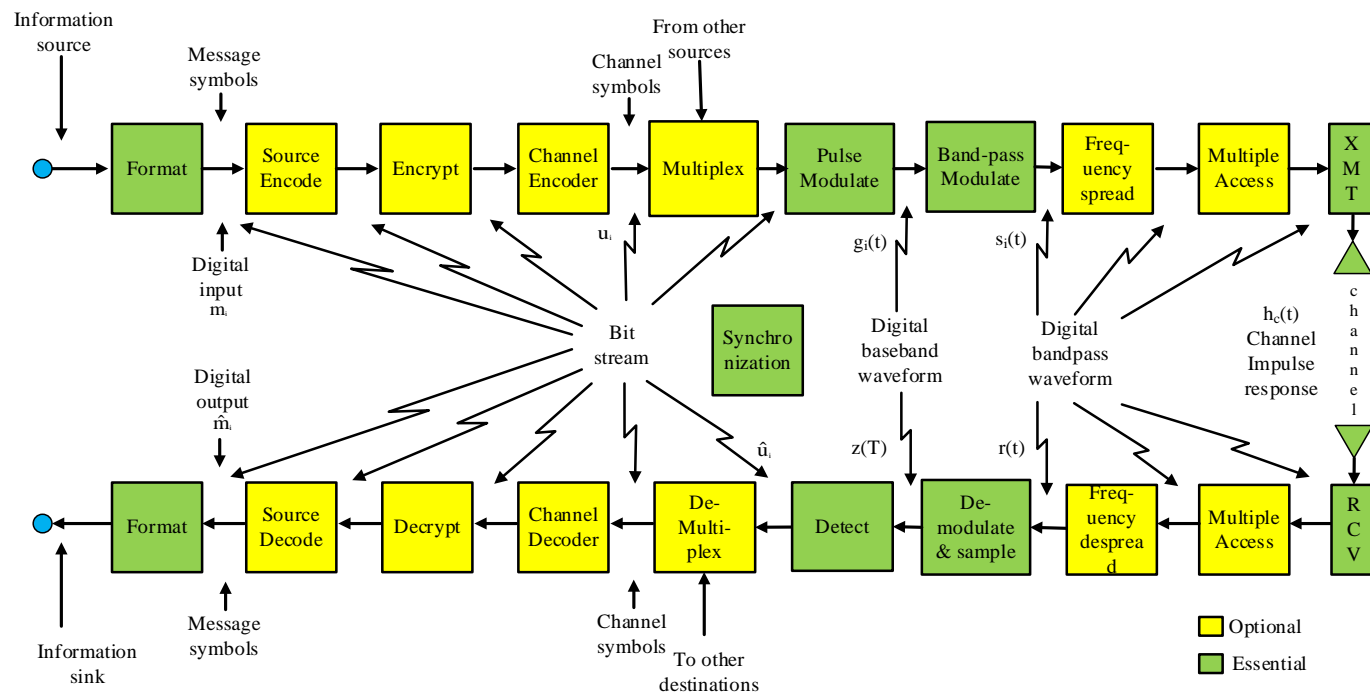 Information
source
Message
symbols
Channel
symbols
From other
sources
Format
Source
Encode
Encrypt
Channel
Encoder
Multiplex
Pulse
Modulate
Band-pass
Modulate
Freq-
uency
spread
Multiple
Access
X
M
T
Digital
input
mᵢ
uᵢ
gᵢ(t)
sᵢ(t)
Bit
stream
Synchro
nization
Digital
baseband
waveform
Digital
bandpass
waveform
h꜀(t)
Channel
Impulse
response
c
h
a
n
n
e
l
Digital
output
m̂ᵢ
ûᵢ
z(T)
r(t)
Format
Source
Decode
Decrypt
Channel
Decoder
De-
Multi-
plex
Detect
De-
modulate
& sample
Freq-
uency
desprea
d
Multiple
Access
R
C
V
Information
sink
Message
symbols
Channel
symbols
To other
destinations
Optional
Essential